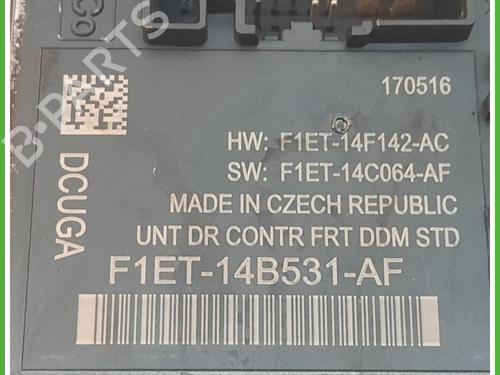 170516
HW: F1ET-14F142-AC
SW: F1ET-14C064-AF
MADE IN CZECH REPUBLIC
UNT DR CONTR FRT DDM STD
F1ET-14B531-AF
DCUGA
B-PARTS